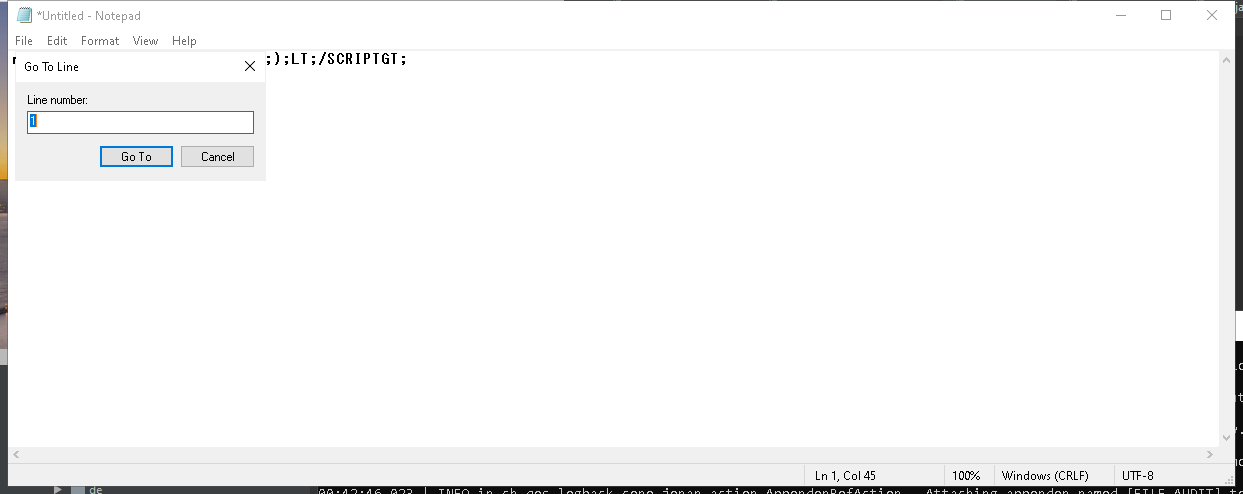 *Untitled - Notepad
File Edit Format View Help
;);LT;/SCRIPTGT;
Go To Line
Line number:
1
Go To Cancel
Ln 1, Col 45 100% Windows (CRLF) UTF-8
de
00:42:46,023 | INFO in ch.qos.logback.core.joran.action.AppenderRefAction - Attaching appender named [FILE_AUDIT] t